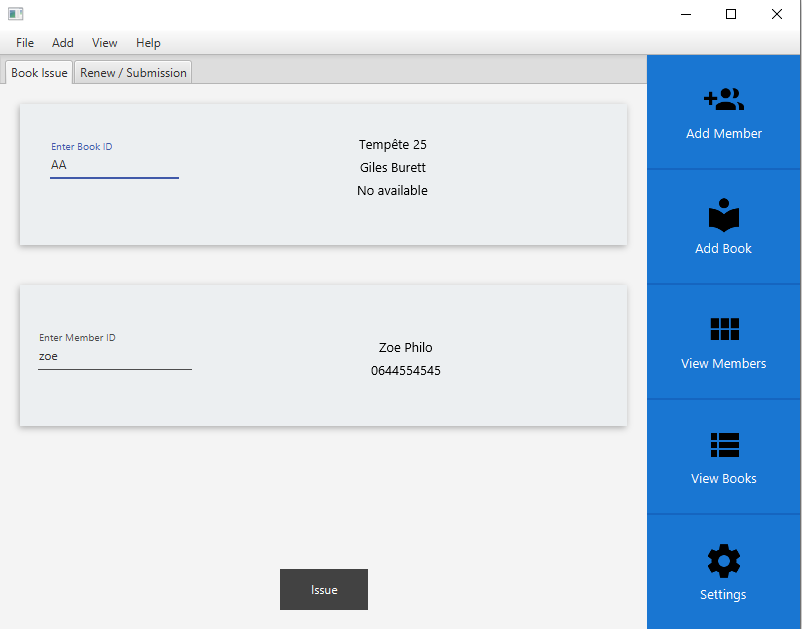 File Add View Help
Book Issue Renew / Submission
Enter Book ID
AA
Tempête 25
Giles Burett
No available
Enter Member ID
zoe
Zoe Philo
0644554545
Issue
Add Member
Add Book
View Members
View Books
Settings